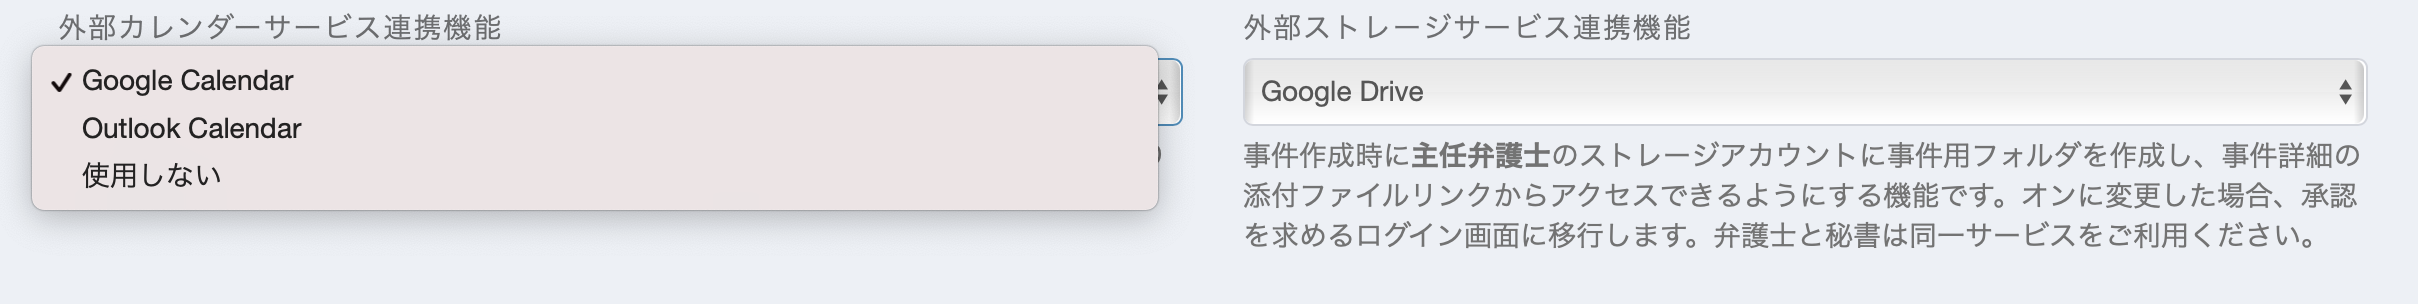 外部カレンダーサービス連携機能
✓ Google Calendar
Outlook Calendar
使用しない
外部ストレージサービス連携機能
Google Drive
事件作成時に主任弁護士のストレージアカウントに事件用フォルダを作成し、事件詳細の
添付ファイルリンクからアクセスできるようにする機能です。オンに変更した場合、承認
を求めるログイン画面に移行します。弁護士と秘書は同一サービスをご利用ください。